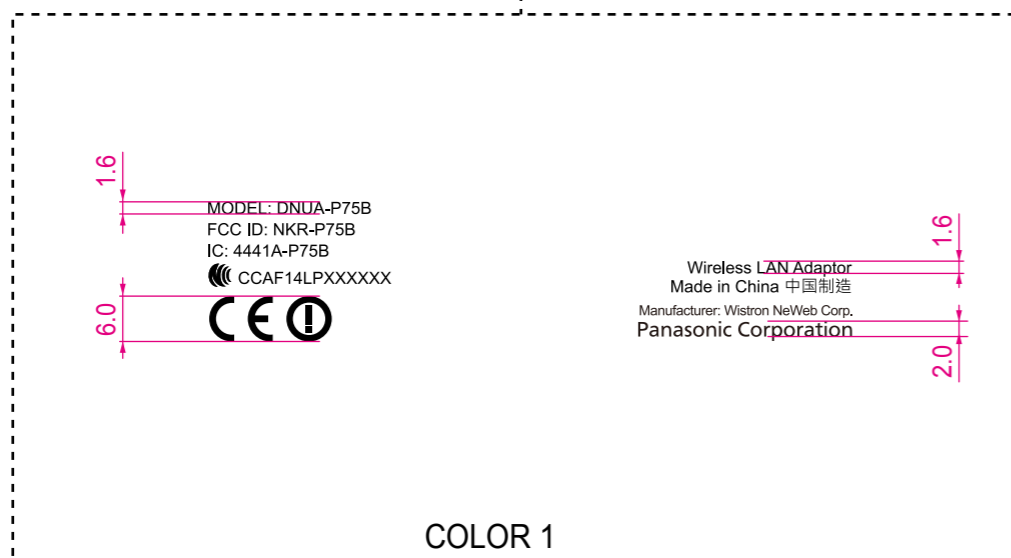 1.6
MODEL: DNUA-P75B
FCC ID: NKR-P75B
IC: 4441A-P75B
CCAF14LPXXXXXX
6.0
CE
1.6
Wireless LAN Adaptor
Made in China 中国制造
Manufacturer: Wistron NeWeb Corp.
Panasonic Corporation
2.0
COLOR 1